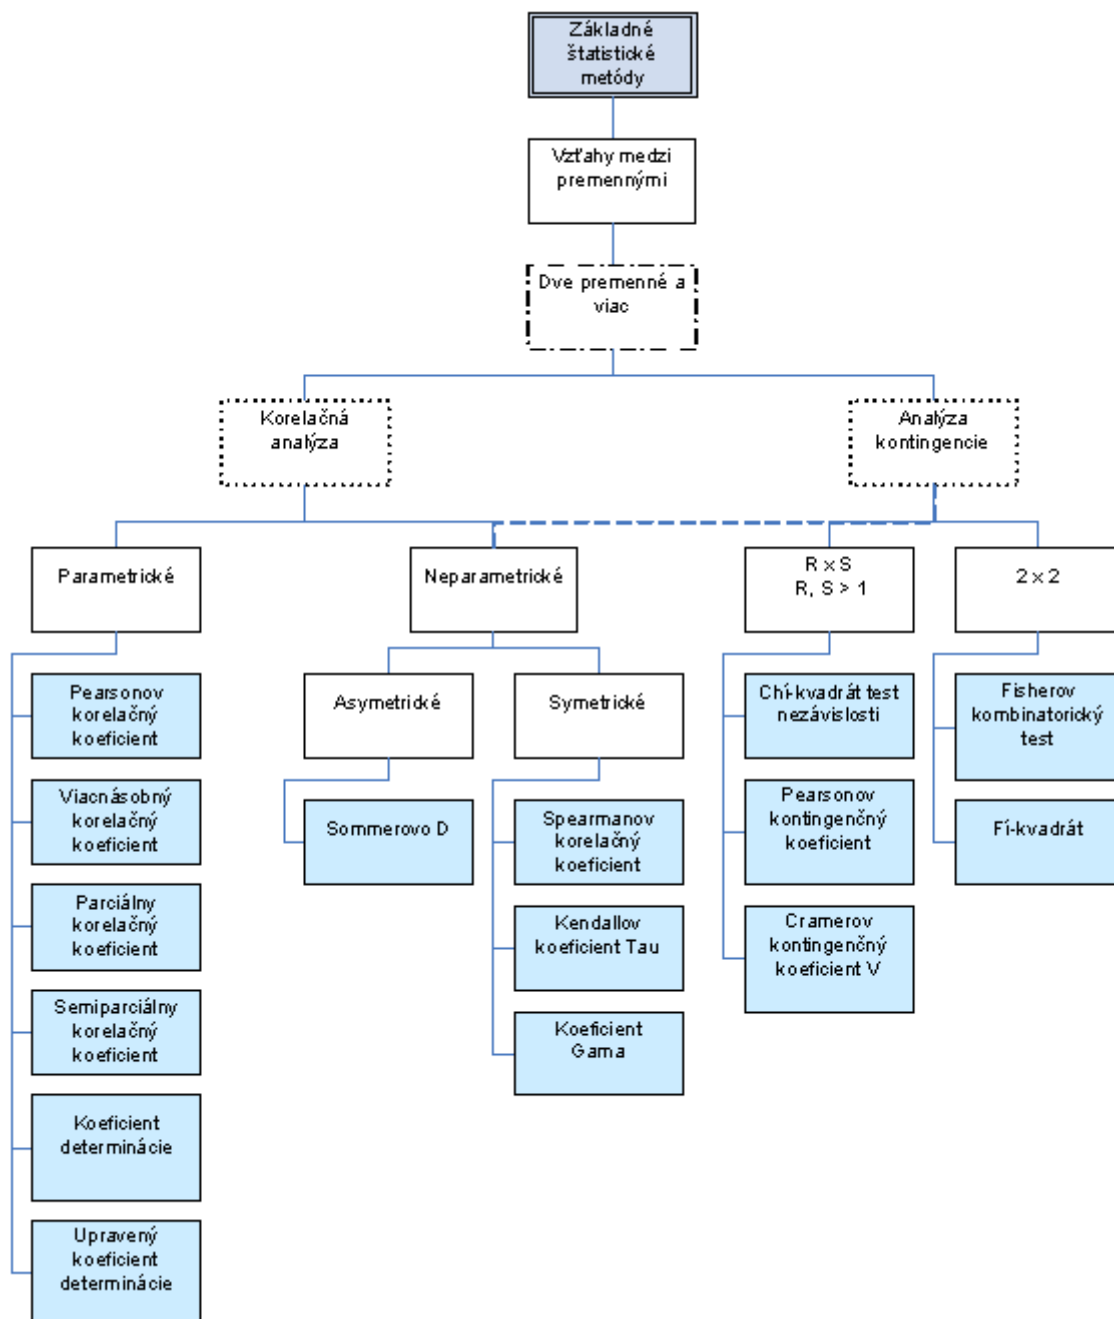 Základné
štatistické
metódy
Vzťahy medzi
premennými
Dve premenné a
viac
Korelačná
analýza
Analýza
kontingencie
Parametrické
Neparametrické
R x S
R, S > 1
2 x 2
Pearsonov
korelačný
koeficient
Viacnásobný
korelačný
koeficient
Parciálny
korelačný
koeficient
Semiparciálny
korelačný
koeficient
Koeficient
determinácie
Upravený
koeficient
determinácie
Asymetrické
Symetrické
Sommerovo D
Spearmanov
korelačný
koeficient
Kendallov
koeficient Tau
Koeficient
Gama
Chí-kvadrát test
nezávislosti
Pearsonov
kontingenčný
koeficient
Cramerov
kontingenčný
koeficient V
Fisherov
kombinatorický
test
Fí-kvadrát